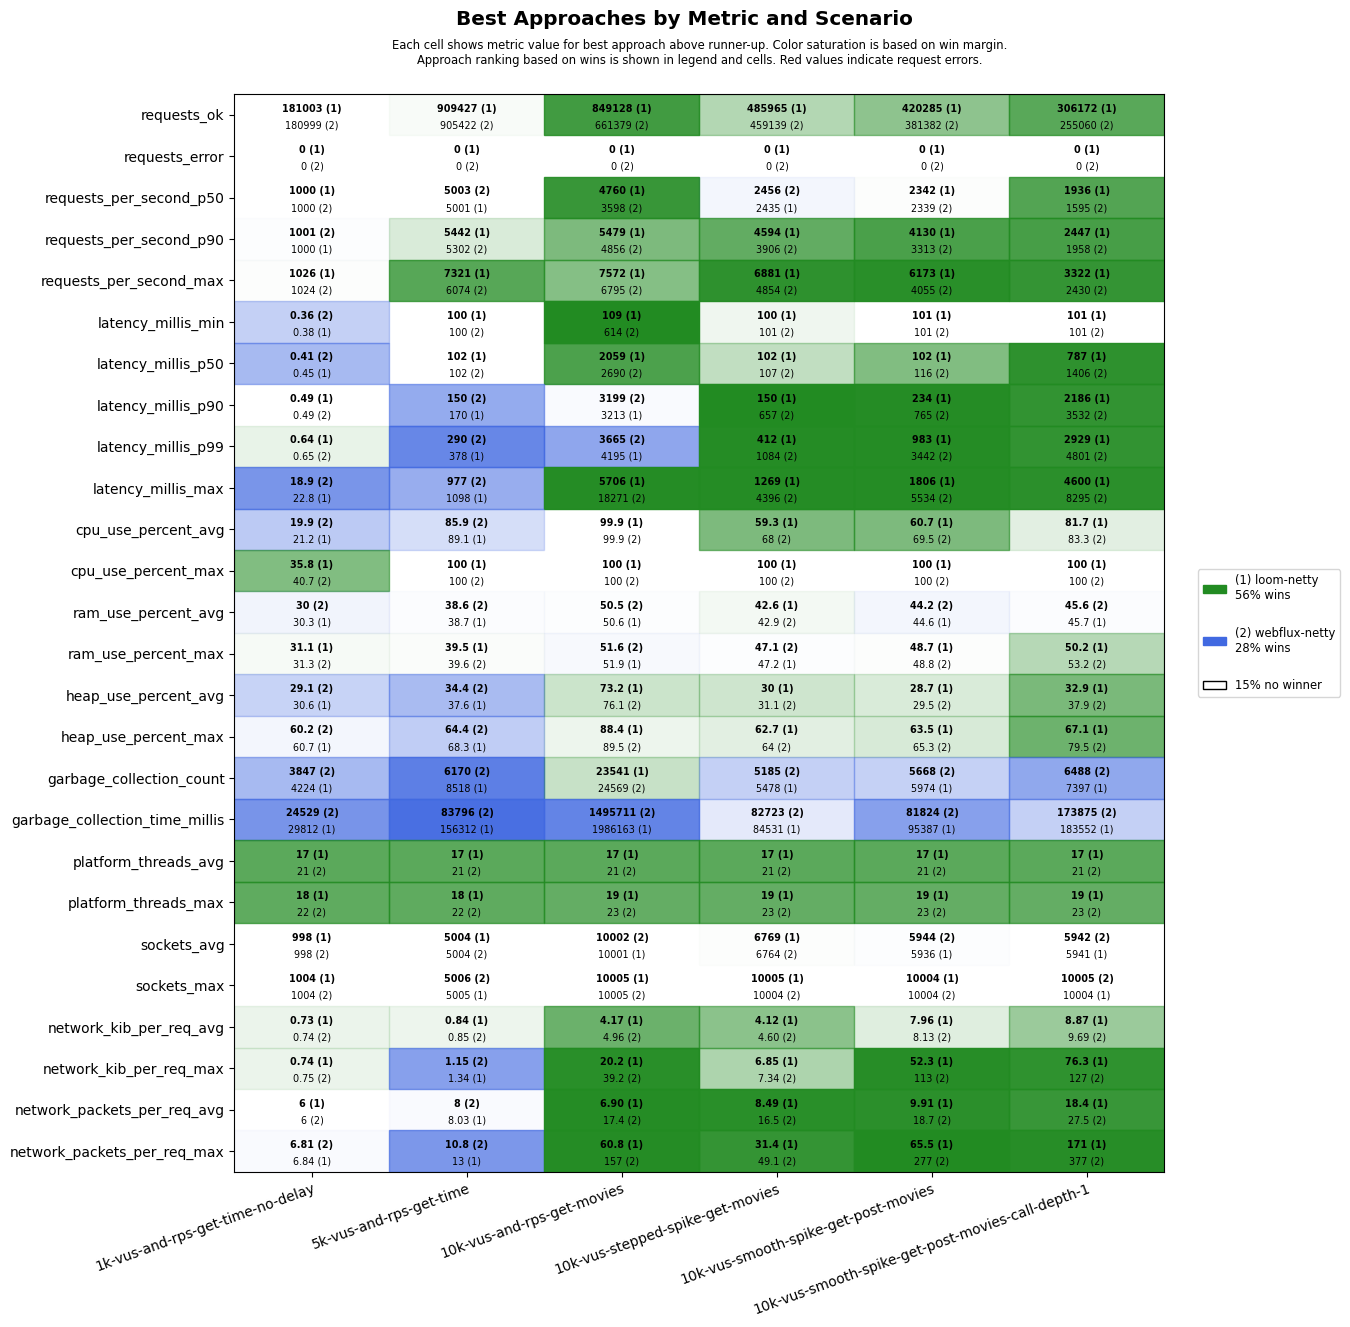 Best Approaches by Metric and Scenario
Each cell shows metric value for best approach above runner-up. Color saturation is based on win margin.
Approach ranking based on wins is shown in legend and cells. Red values indicate request errors.
requests_ok
181003 (1) 909427 (1) 849128 (1) 485965 (1) 420285 (1) 306172 (1)
180999 (2) 905422 (2) 661379 (2) 459139 (2) 381382 (2) 255060 (2)
requests_error
0 (1) 0 (1) 0 (1) 0 (1) 0 (1) 0 (1)
0 (2) 0 (2) 0 (2) 0 (2) 0 (2) 0 (2)
requests_per_second_p50
1000 (1) 5003 (2) 4760 (1) 2456 (2) 2342 (1) 1936 (1)
1000 (2) 5001 (1) 3598 (2) 2435 (1) 2339 (2) 1595 (2)
requests_per_second_p90
1001 (2) 5442 (1) 5479 (1) 4594 (1) 4130 (1) 2447 (1)
1000 (1) 5302 (2) 4856 (2) 3906 (2) 3313 (2) 1958 (2)
requests_per_second_max
1026 (1) 7321 (1) 7572 (1) 6881 (1) 6173 (1) 3322 (1)
1024 (2) 6074 (2) 6795 (2) 4854 (2) 4055 (2) 2430 (2)
latency_millis_min
0.36 (2) 100 (1) 109 (1) 100 (1) 101 (1) 101 (1)
0.38 (1) 100 (2) 614 (2) 101 (2) 101 (2) 101 (2)
latency_millis_p50
0.41 (2) 102 (1) 2059 (1) 102 (1) 102 (1) 787 (1)
0.45 (1) 102 (2) 2690 (2) 107 (2) 116 (2) 1406 (2)
latency_millis_p90
0.49 (1) 150 (2) 3199 (2) 150 (1) 234 (1) 2186 (1)
0.49 (2) 170 (1) 3213 (1) 657 (2) 765 (2) 3532 (2)
latency_millis_p99
0.64 (1) 290 (2) 3665 (2) 412 (1) 983 (1) 2929 (1)
0.65 (2) 378 (1) 4195 (1) 1084 (2) 3442 (2) 4801 (2)
latency_millis_max
18.9 (2) 977 (2) 5706 (1) 1269 (1) 1806 (1) 4600 (1)
22.8 (1) 1098 (1) 18271 (2) 4396 (2) 5534 (2) 8295 (2)
cpu_use_percent_avg
19.9 (2) 85.9 (2) 99.9 (1) 59.3 (1) 60.7 (1) 81.7 (1)
21.2 (1) 89.1 (1) 99.9 (2) 68 (2) 69.5 (2) 83.3 (2)
cpu_use_percent_max
35.8 (1) 100 (1) 100 (1) 100 (1) 100 (1) 100 (1)
40.7 (2) 100 (2) 100 (2) 100 (2) 100 (2) 100 (2)
ram_use_percent_avg
30 (2) 38.6 (2) 50.5 (2) 42.6 (1) 44.2 (2) 45.6 (2)
30.3 (1) 38.7 (1) 50.6 (1) 42.9 (2) 44.6 (1) 45.7 (1)
ram_use_percent_max
31.1 (1) 39.5 (1) 51.6 (2) 47.1 (2) 48.7 (1) 50.2 (1)
31.3 (2) 39.6 (2) 51.9 (1) 47.2 (1) 48.8 (2) 53.2 (2)
heap_use_percent_avg
29.1 (2) 34.4 (2) 73.2 (1) 30 (1) 28.7 (1) 32.9 (1)
30.6 (1) 37.6 (1) 76.1 (2) 31.1 (2) 29.5 (2) 37.9 (2)
heap_use_percent_max
60.2 (2) 64.4 (2) 88.4 (1) 62.7 (1) 63.5 (1) 67.1 (1)
60.7 (1) 68.3 (1) 89.5 (2) 64 (2) 65.3 (2) 79.5 (2)
garbage_collection_count
3847 (2) 6170 (2) 23541 (1) 5185 (2) 5668 (2) 6488 (2)
4224 (1) 8518 (1) 24569 (2) 5478 (1) 5974 (1) 7397 (1)
garbage_collection_time_millis
24529 (2) 83796 (2) 1495711 (2) 82723 (2) 81824 (2) 173875 (2)
29812 (1) 156312 (1) 1986163 (1) 84531 (1) 95387 (1) 183552 (1)
platform_threads_avg
17 (1) 17 (1) 17 (1) 17 (1) 17 (1) 17 (1)
21 (2) 21 (2) 21 (2) 21 (2) 21 (2) 21 (2)
platform_threads_max
18 (1) 18 (1) 19 (1) 19 (1) 19 (1) 19 (1)
22 (2) 22 (2) 23 (2) 23 (2) 23 (2) 23 (2)
sockets_avg
998 (1) 5004 (1) 10002 (2) 6769 (1) 5944 (2) 5942 (2)
998 (2) 5004 (2) 10001 (1) 6764 (2) 5936 (1) 5941 (1)
sockets_max
1004 (1) 5006 (2) 10005 (1) 10005 (1) 10004 (1) 10005 (2)
1004 (2) 5005 (1) 10005 (2) 10004 (2) 10004 (2) 10004 (1)
network_kib_per_req_avg
0.73 (1) 0.84 (1) 4.17 (1) 4.12 (1) 7.96 (1) 8.87 (1)
0.74 (2) 0.85 (2) 4.96 (2) 4.60 (2) 8.13 (2) 9.69 (2)
network_kib_per_req_max
0.74 (1) 1.15 (2) 20.2 (1) 6.85 (1) 52.3 (1) 76.3 (1)
0.75 (2) 1.34 (1) 39.2 (2) 7.34 (2) 113 (2) 127 (2)
network_packets_per_req_avg
6 (1) 8 (2) 6.90 (1) 8.49 (1) 9.91 (1) 18.4 (1)
6 (2) 8.03 (1) 17.4 (2) 16.5 (2) 18.7 (2) 27.5 (2)
network_packets_per_req_max
6.81 (2) 10.8 (2) 60.8 (1) 31.4 (1) 65.5 (1) 171 (1)
6.84 (1) 13 (1) 157 (2) 49.1 (2) 277 (2) 377 (2)
1k-vus-and-rps-get-time-no-delay
5k-vus-and-rps-get-time
10k-vus-and-rps-get-movies
10k-vus-stepped-spike-get-movies
10k-vus-smooth-spike-get-post-movies
10k-vus-smooth-spike-get-post-movies-call-depth-1
(1) loom-netty
56% wins
(2) webflux-netty
28% wins
15% no winner